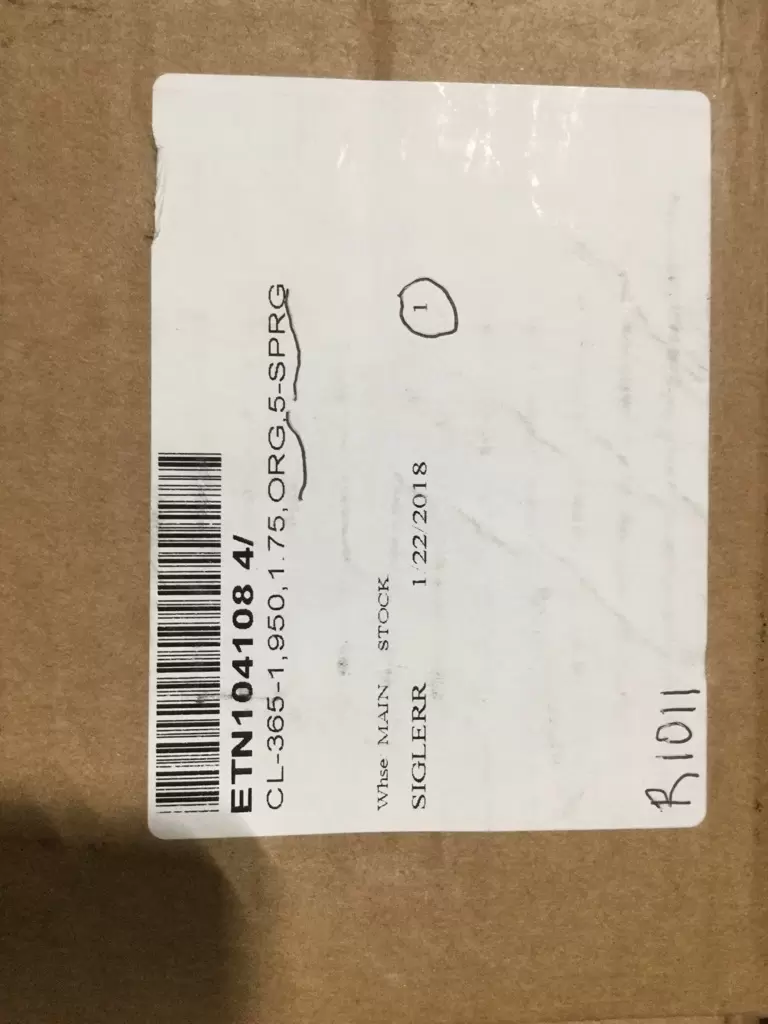 ETN104108 4/
CL-365-1,950,1.75,ORG,5-SPRG
Whse MAIN STOCK
SIGLERR 1/22/2018 1
R1011